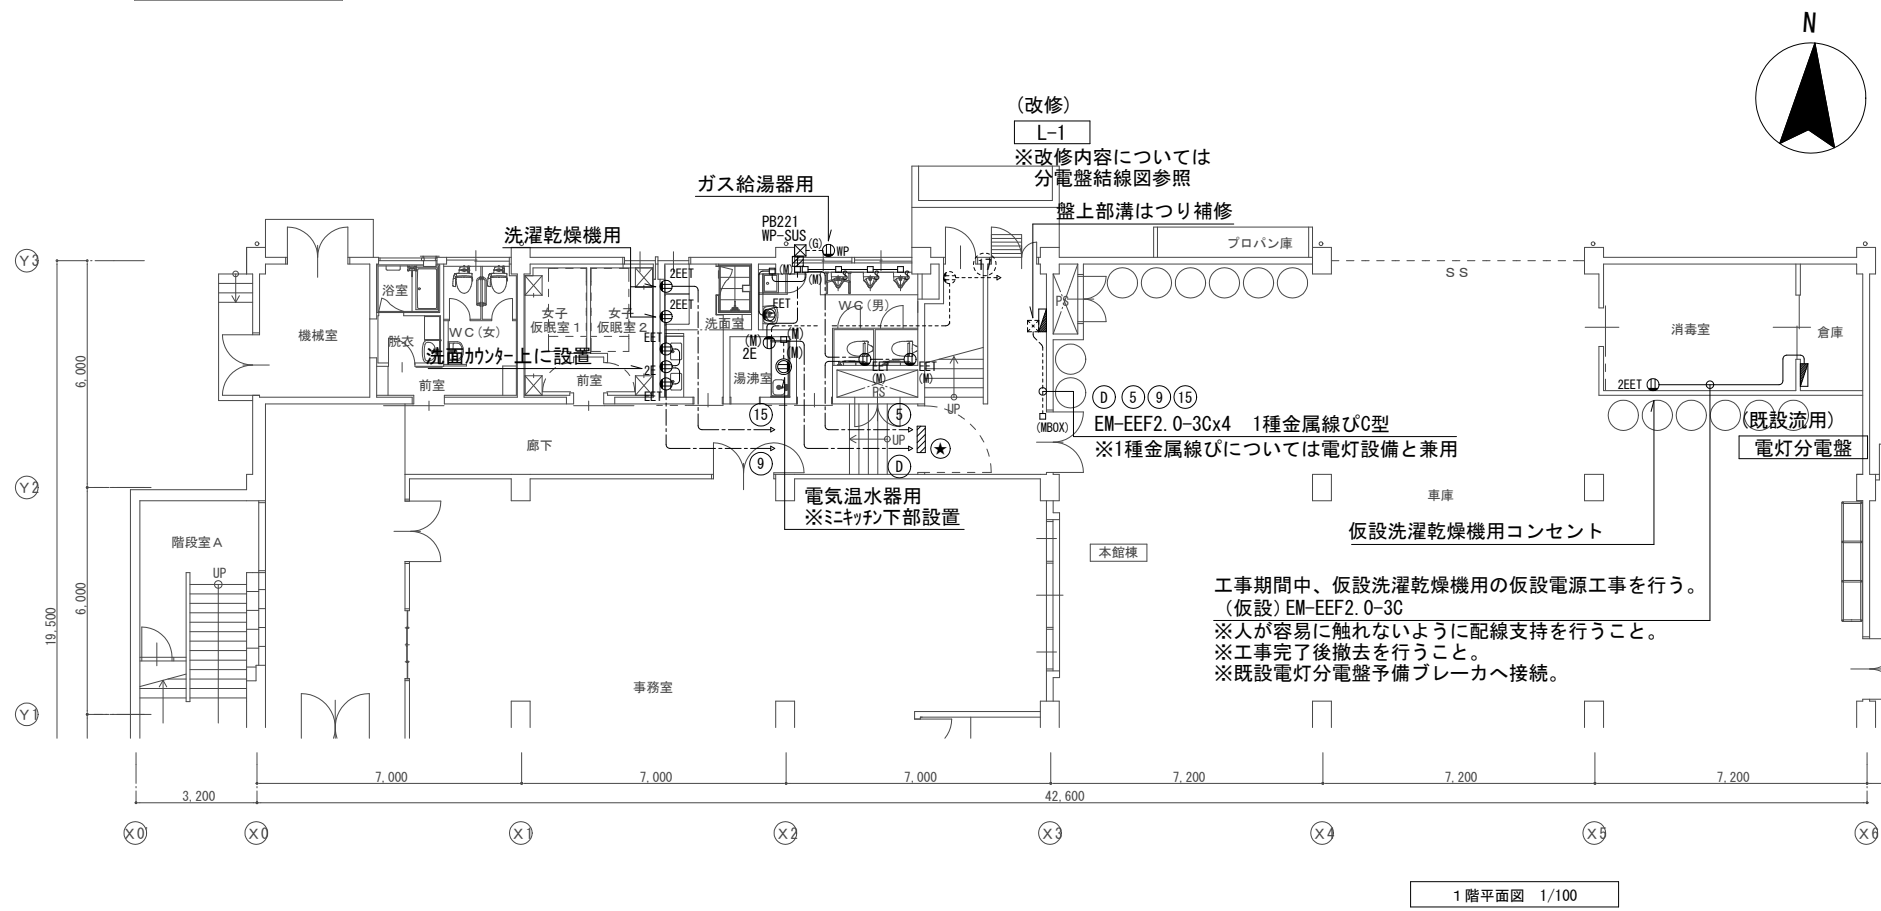 N
(改修)
L-1
※改修内容については
分電盤結線図参照
ガス給湯器用
盤上部溝はつり補修
PB221
WP-SUS
(G)
WP
洗濯乾燥機用
プロパン庫
Y3
SS
17
2EET
(M)
(M)
浴室
2EET
EET
WC(男)
PS
女子
仮眠室1
女子
仮眠室2
洗面室
機械室
WC(女)
消毒室
倉庫
脱衣
EET
(M)
(M)
2E
(M)
洗面カウンター上に設置
2E
EET
(M)
EET
(M)
前室
前室
湯沸室
PS
EET
2EET
UP
6,000
15
5
D 5 9 15
EM-EEF2.0-3Cx4 1種金属線ぴC型
※1種金属線ぴについては電灯設備と兼用
(MBOX)
(既設流用)
電灯分電盤
廊下
UP
★
9
D
Y2
電気温水器用
※ミニキッチン下部設置
車庫
仮設洗濯乾燥機用コンセント
階段室A
本館棟
UP
工事期間中、仮設洗濯乾燥機用の仮設電源工事を行う。
(仮設)EM-EEF2.0-3C
※人が容易に触れないように配線支持を行うこと。
※工事完了後撤去を行うこと。
※既設電灯分電盤予備ブレーカへ接続。
6,000
19,500
事務室
Y1
7,000
7,000
7,000
7,200
7,200
7,200
3,200
42,600
X0'
X0
X1
X2
X3
X4
X5
X6
1階平面図 1/100